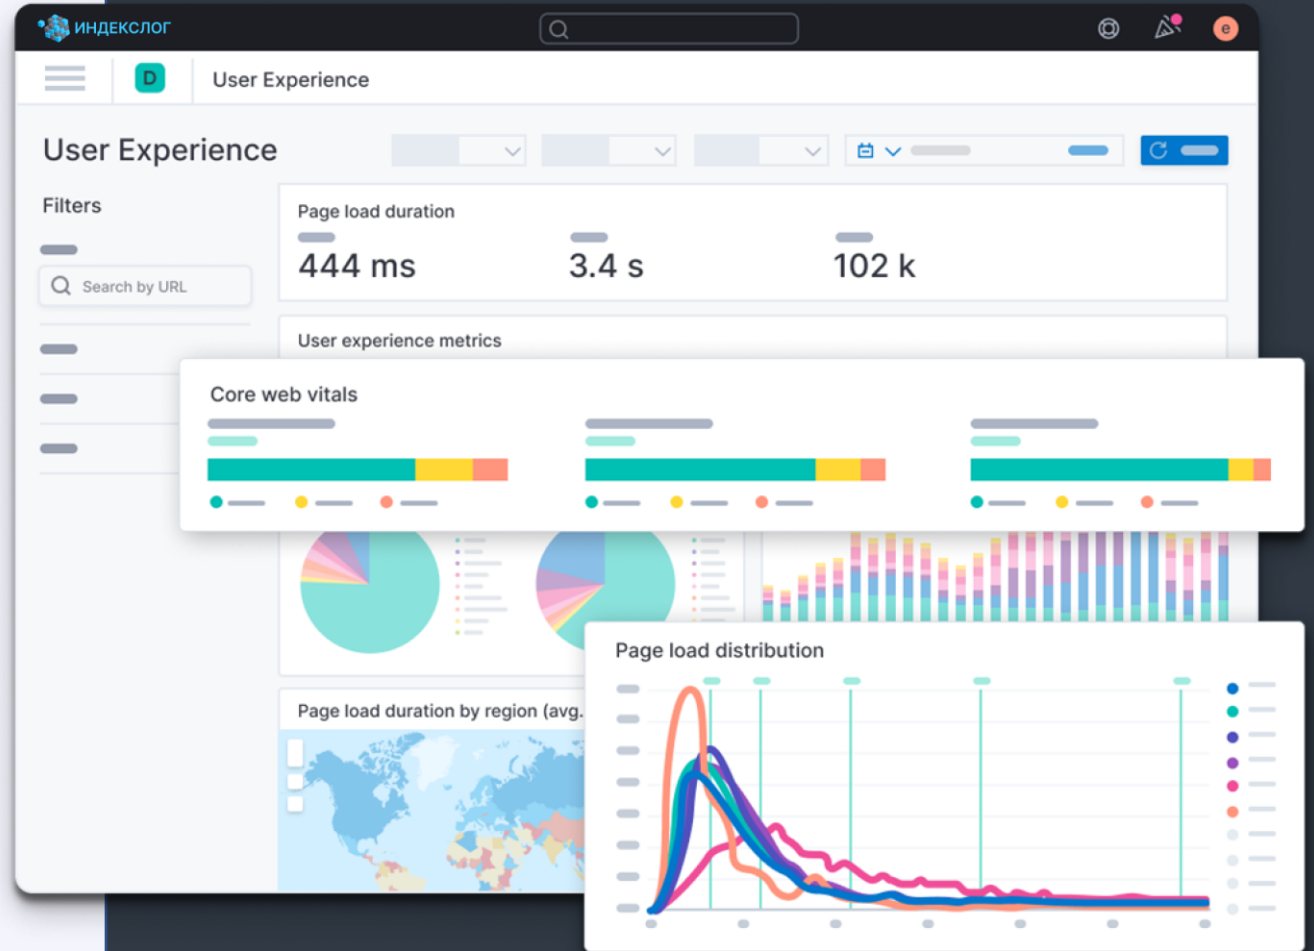 ИНДЕКСЛОГ
e
D
User Experience
User Experience
Filters
Search by URL
Page load duration
444 ms
3.4 s
102 k
User experience metrics
Core web vitals
Page load duration by region (avg.
Page load distribution